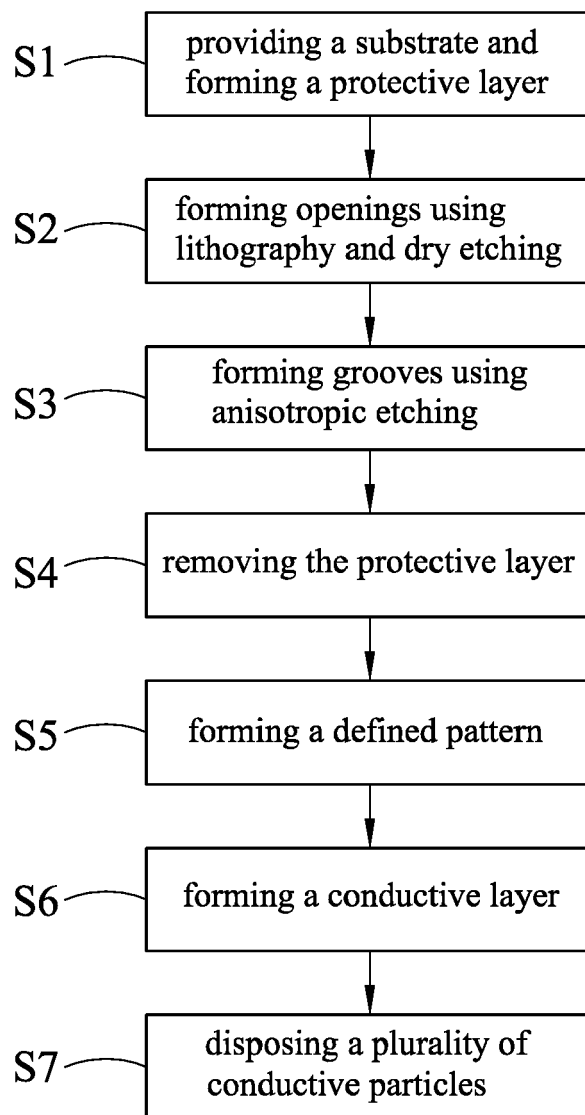 S1
providing a substrate and
forming a protective layer
S2
forming openings using
lithography and dry etching
S3
forming grooves using
anisotropic etching
S4
removing the protective layer
S5
forming a defined pattern
S6
forming a conductive layer
S7
disposing a plurality of
conductive particles